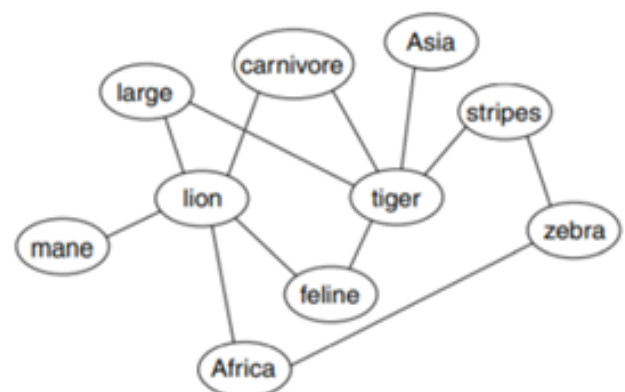 Asia
carnivore
large
stripes
lion
tiger
zebra
mane
feline
Africa